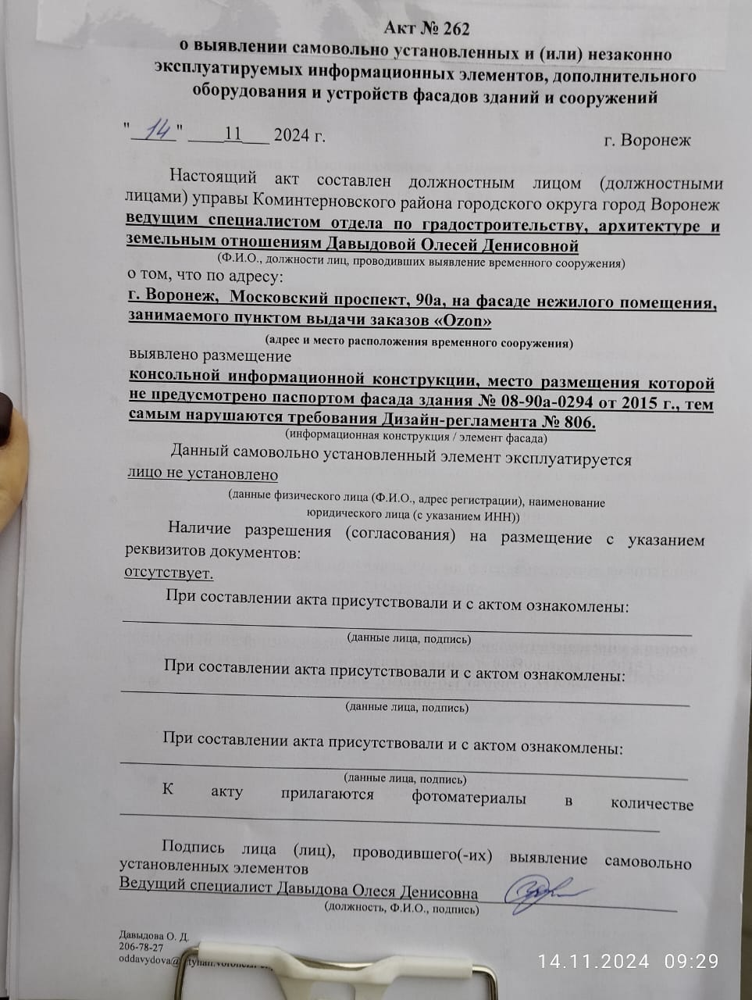 Акт № 262
о выявлении самовольно установленных и (или) незаконно
эксплуатируемых информационных элементов, дополнительного
оборудования и устройств фасадов зданий и сооружений
"_14_" ____11___ 2024 г.
г. Воронеж
Настоящий акт составлен должностным лицом (должностными
лицами) управы Коминтерновского района городского округа город Воронеж
ведущим специалистом отдела по градостроительству, архитектуре и
земельным отношениям Давыдовой Олесей Денисовной
(Ф.И.О., должности лиц, проводивших выявление временного сооружения)
о том, что по адресу:
г. Воронеж, Московский проспект, 90а, на фасаде нежилого помещения,
занимаемого пунктом выдачи заказов «Ozon»
(адрес и место расположения временного сооружения)
выявлено размещение
консольной информационной конструкции, место размещения которой
не предусмотрено паспортом фасада здания № 08-90а-0294 от 2015 г., тем
самым нарушаются требования Дизайн-регламента № 806.
(информационная конструкция / элемент фасада)
Данный самовольно установленный элемент эксплуатируется
лицо не установлено
(данные физического лица (Ф.И.О., адрес регистрации), наименование
юридического лица (с указанием ИНН))
Наличие разрешения (согласования) на размещение с указанием
реквизитов документов:
отсутствует.
При составлении акта присутствовали и с актом ознакомлены:
(данные лица, подпись)
При составлении акта присутствовали и с актом ознакомлены:
(данные лица, подпись)
При составлении акта присутствовали и с актом ознакомлены:
(данные лица, подпись)
К акту прилагаются фотоматериалы в количестве
Подпись лица (лиц), проводившего(-их) выявление самовольно
установленных элементов
Ведущий специалист Давыдова Олеся Денисовна
(должность, Ф.И.О., подпись)
Давыдова О. Д.
206-78-27
oddavydova@
14.11.2024 09:29